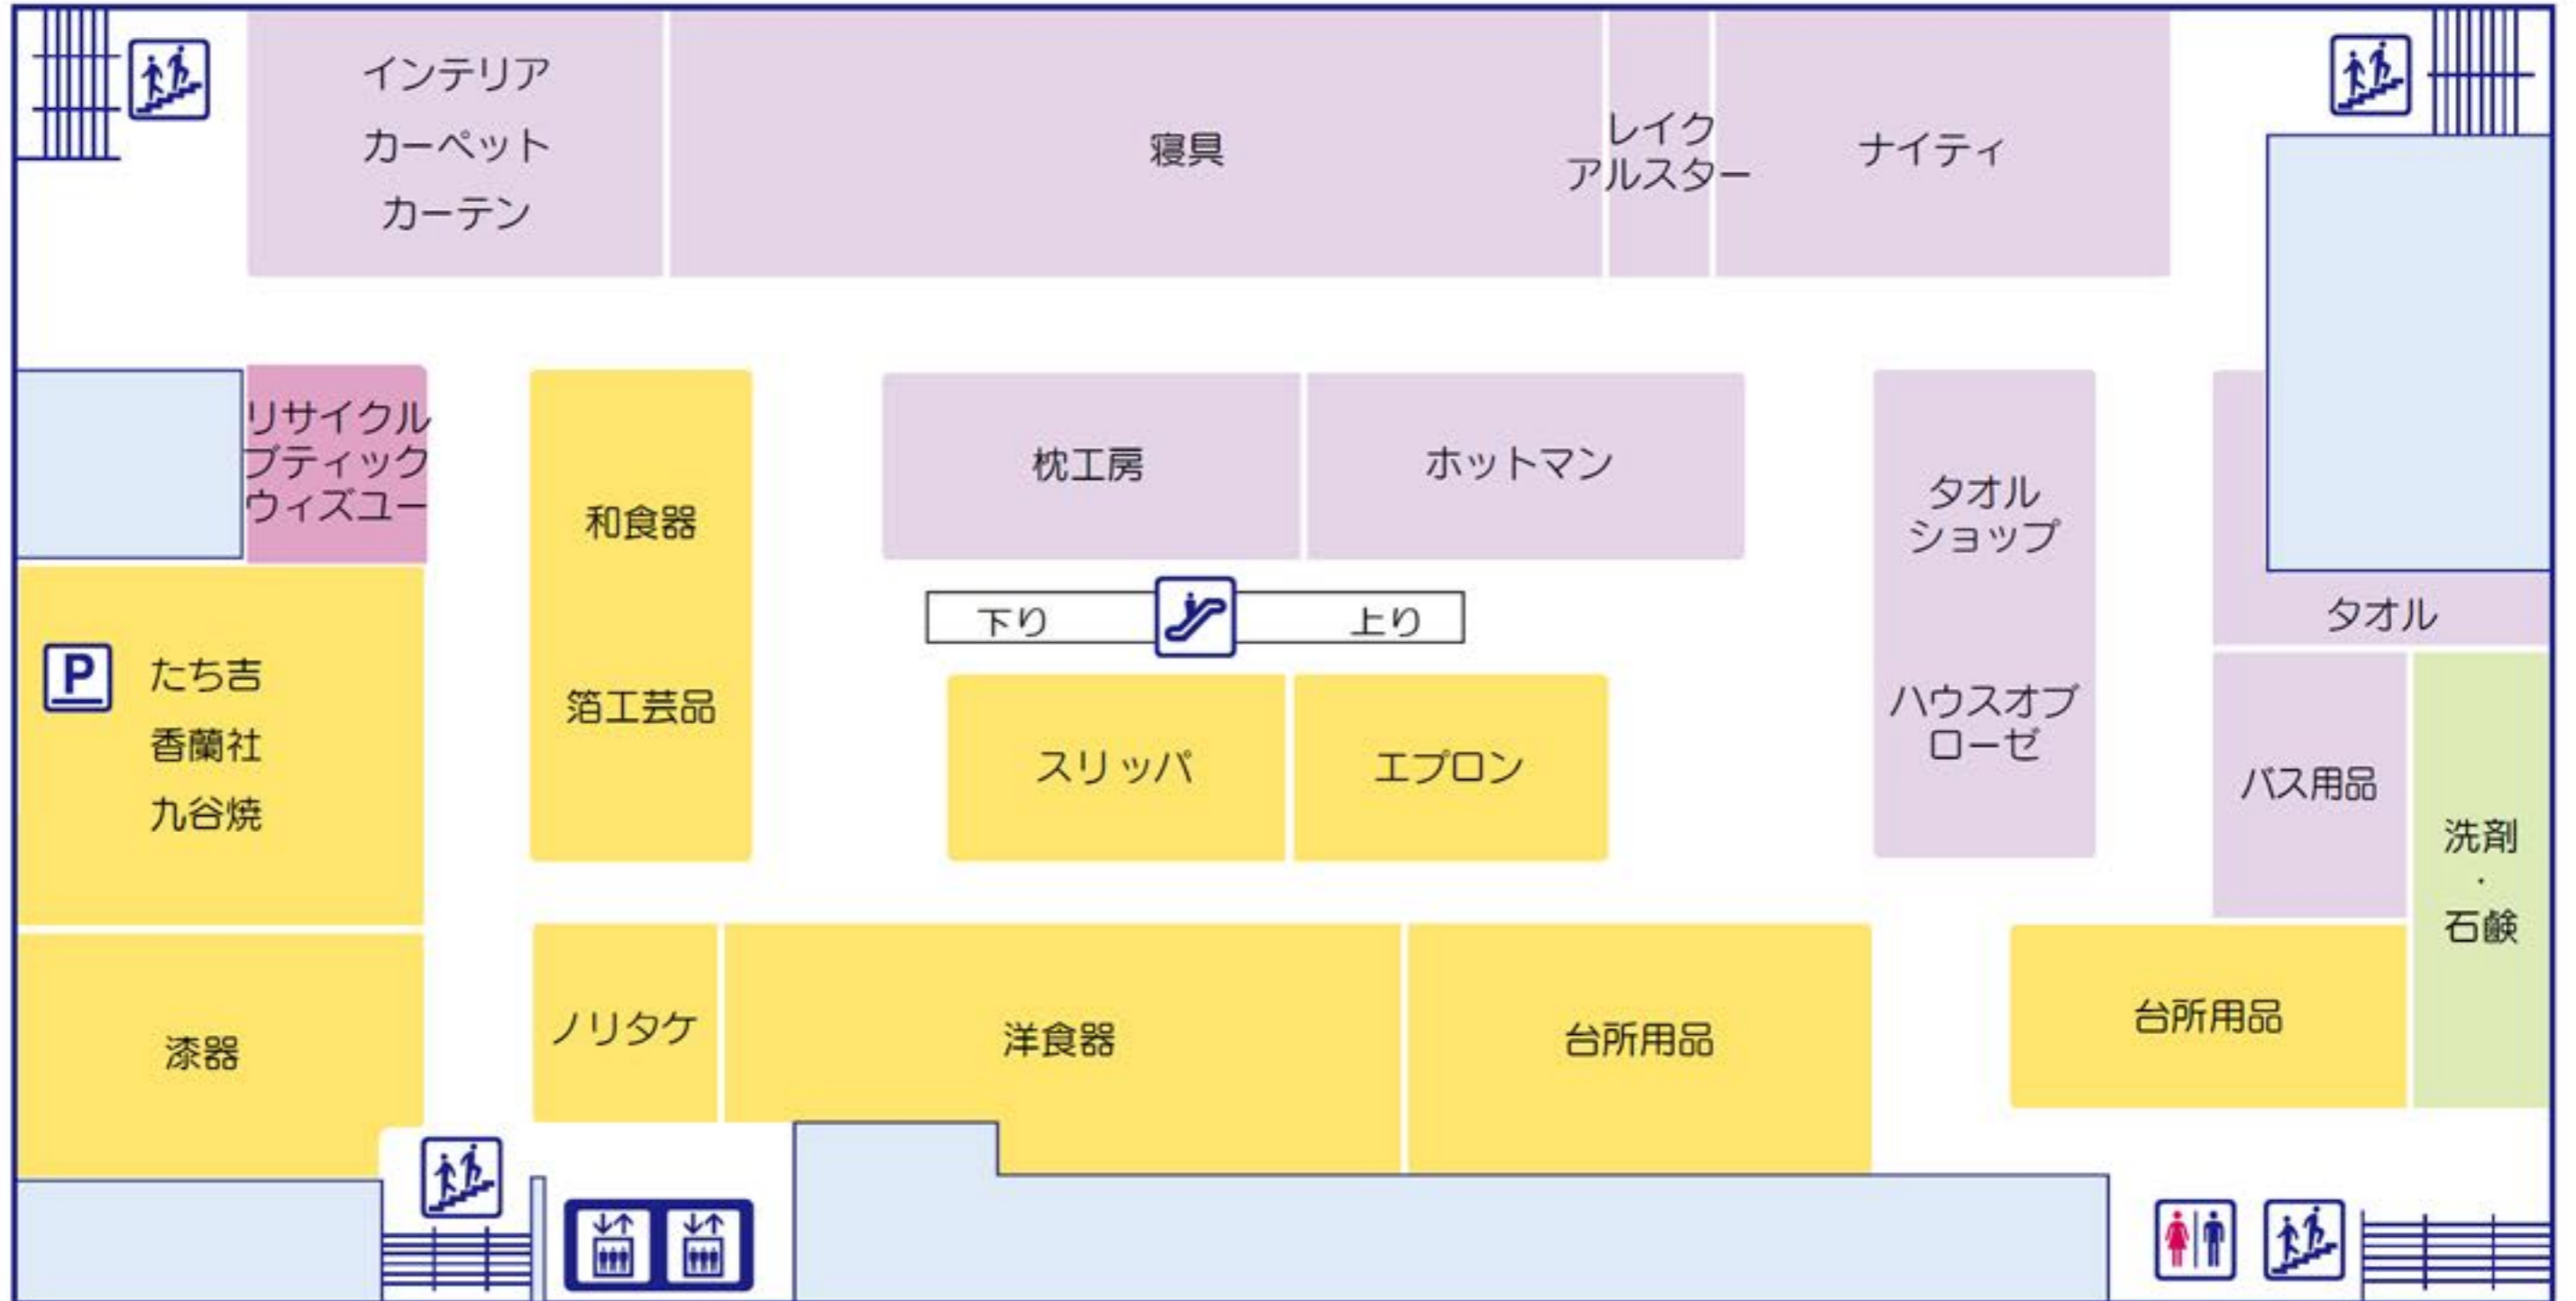 インテリア
カーペット
カーテン
寝具
レイク
アルスター
ナイティ
リサイクル
ブティック
ウィズユー
和食器
箔工芸品
枕工房
ホットマン
タオル
ショップ
ハウスオブ
ローゼ
下り
上り
タオル
P
たち吉
香蘭社
九谷焼
スリッパ
エプロン
バス用品
洗剤
・
石鹸
漆器
ノリタケ
洋食器
台所用品
台所用品